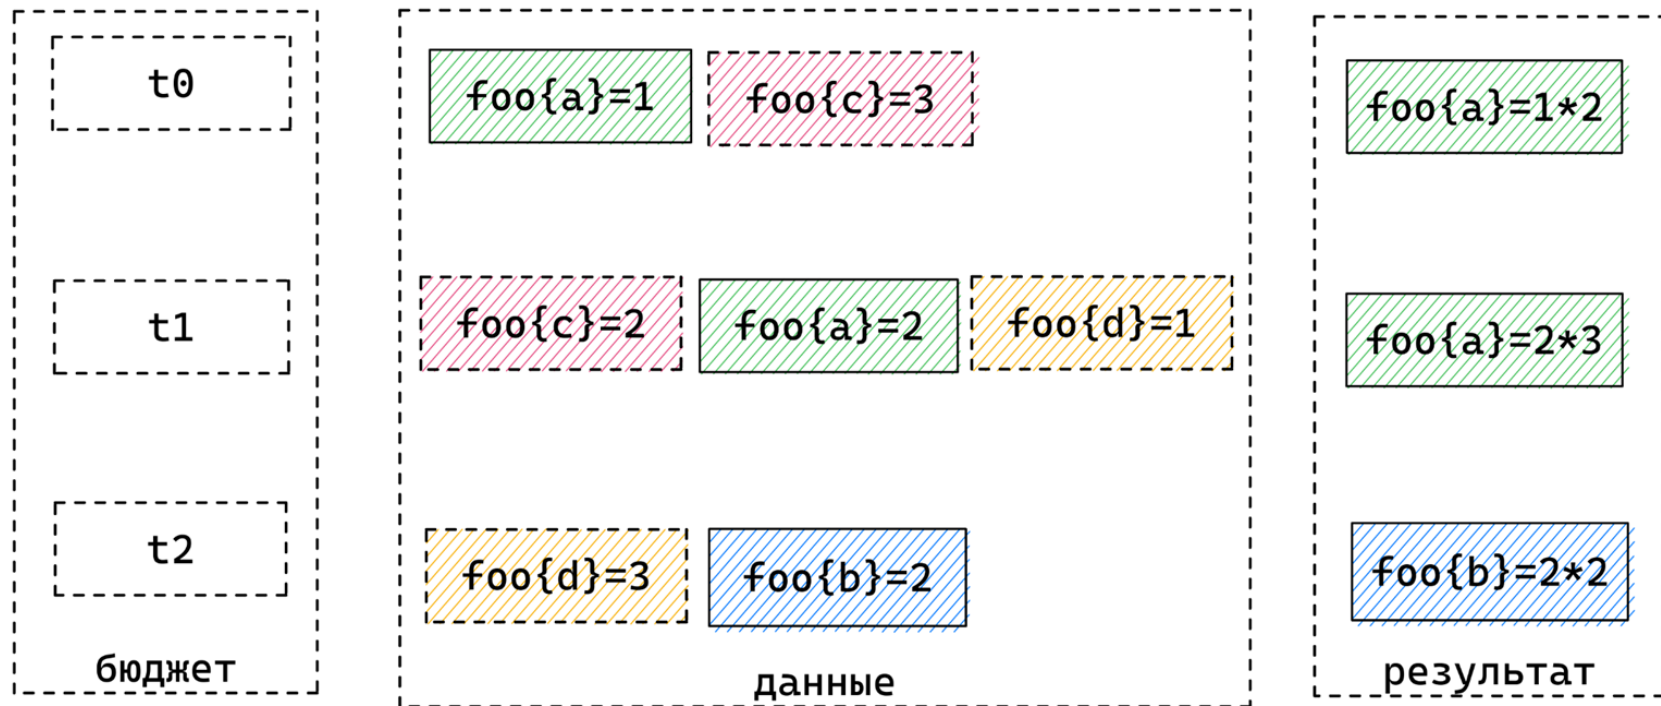 t0
foo{a}=1
foo{c}=3
foo{a}=1*2
t1
foo{c}=2
foo{a}=2
foo{d}=1
foo{a}=2*3
t2
foo{d}=3
foo{b}=2
foo{b}=2*2
бюджет
данные
результат